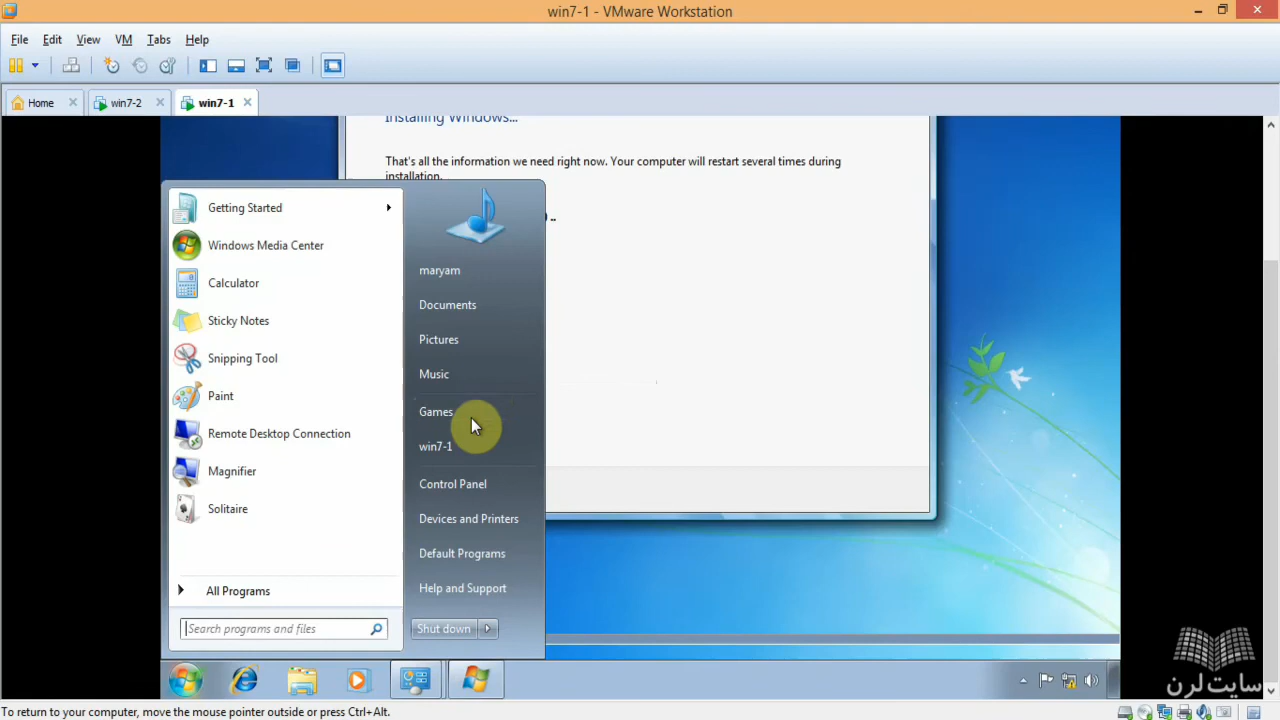 win7-1 - VMware Workstation
File Edit View VM Tabs Help
Home win7-2 win7-1
Installing Windows...
That's all the information we need right now. Your computer will restart several times during
installation.
..
Getting Started
Windows Media Center
Calculator
Sticky Notes
Snipping Tool
Paint
Remote Desktop Connection
Magnifier
Solitaire
All Programs
Search programs and files
maryam
Documents
Pictures
Music
Games
win7-1
Control Panel
Devices and Printers
Default Programs
Help and Support
Shut down
سایت لرن
To return to your computer, move the mouse pointer outside or press Ctrl+Alt.